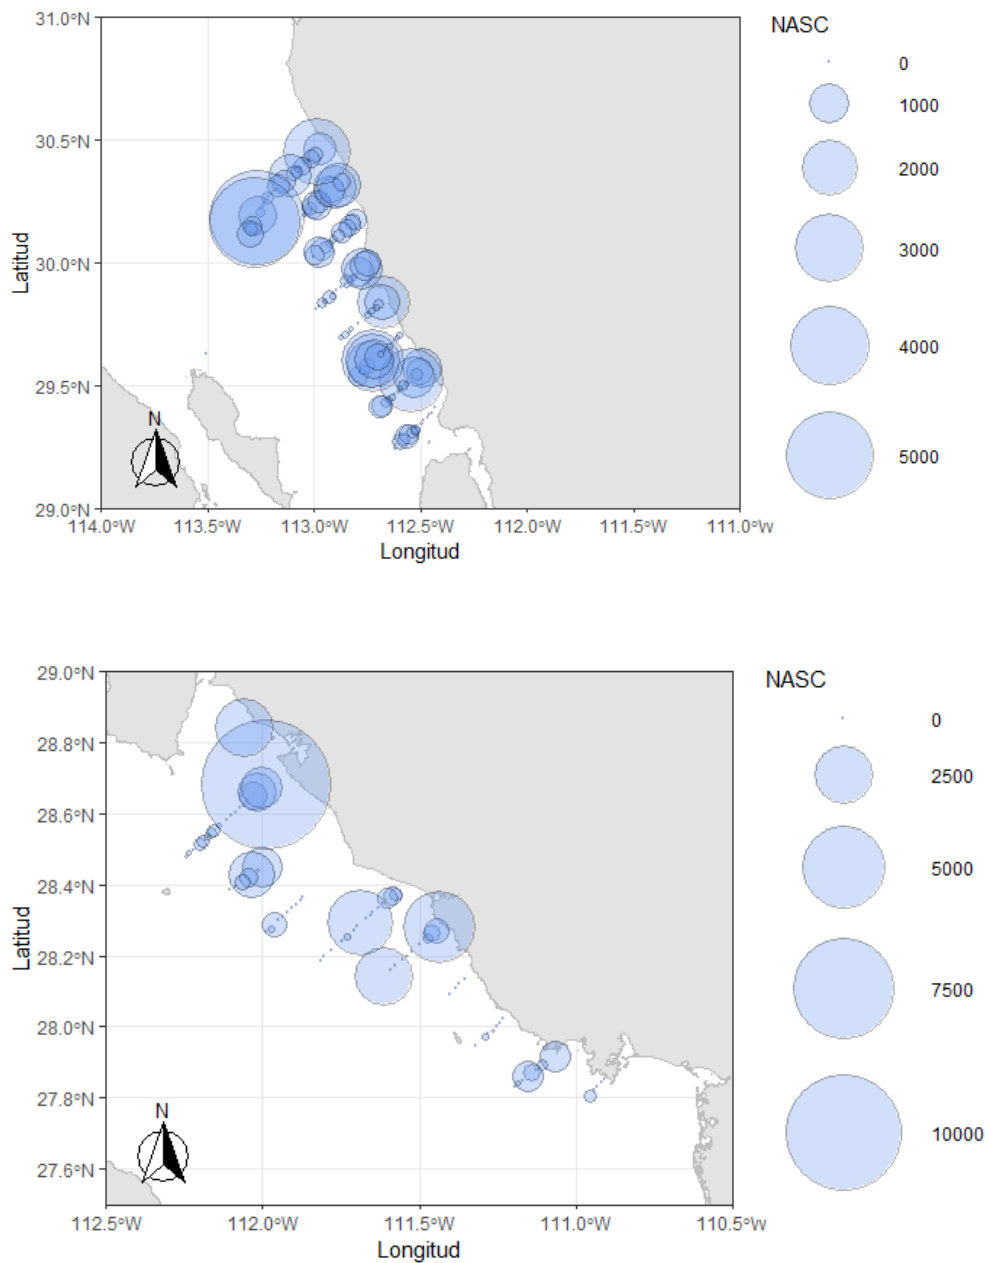 31.0°N
30.5°N
30.0°N
29.5°N
29.0°N
Latitud
N
114.0°W 113.5°W 113.0°W 112.5°W 112.0°W 111.5°W 111.0°W
Longitud
NASC
0
1000
2000
3000
4000
5000
29.0°N
28.8°N
28.6°N
28.4°N
28.2°N
28.0°N
27.8°N
27.6°N
Latitud
N
112.5°W 112.0°W 111.5°W 111.0°W 110.5°W
Longitud
NASC
0
2500
5000
7500
10000